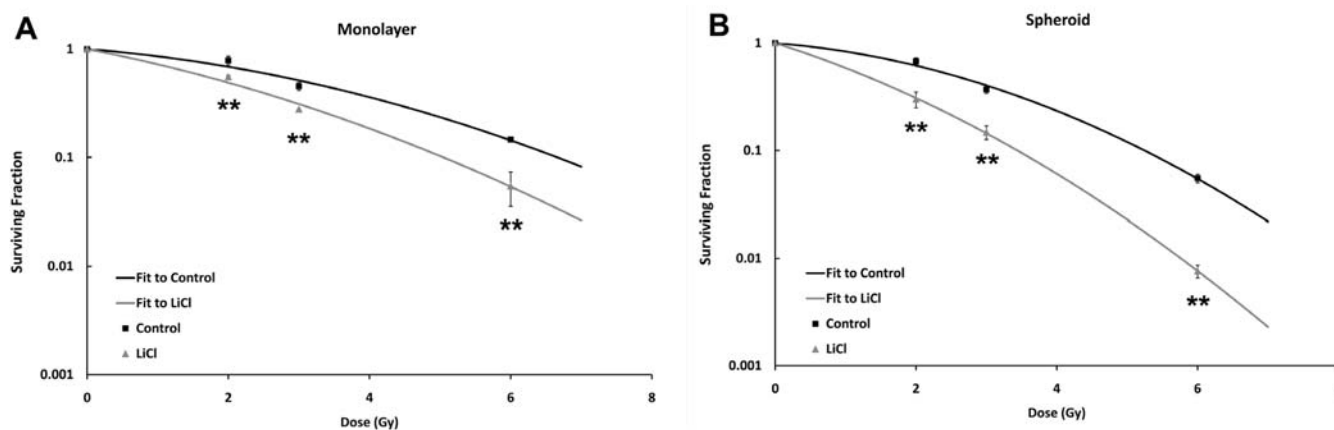 A
Monolayer
Surviving Fraction
1
0.1
0.01
0.001
**
**
**
Fit to Control
Fit to LiCl
Control
LiCl
0
2
4
6
8
Dose (Gy)
B
Spheroid
Surviving Fraction
1
0.1
0.01
0.001
**
**
**
Fit to Control
Fit to LiCl
Control
LiCl
0
2
4
6
Dose (Gy)